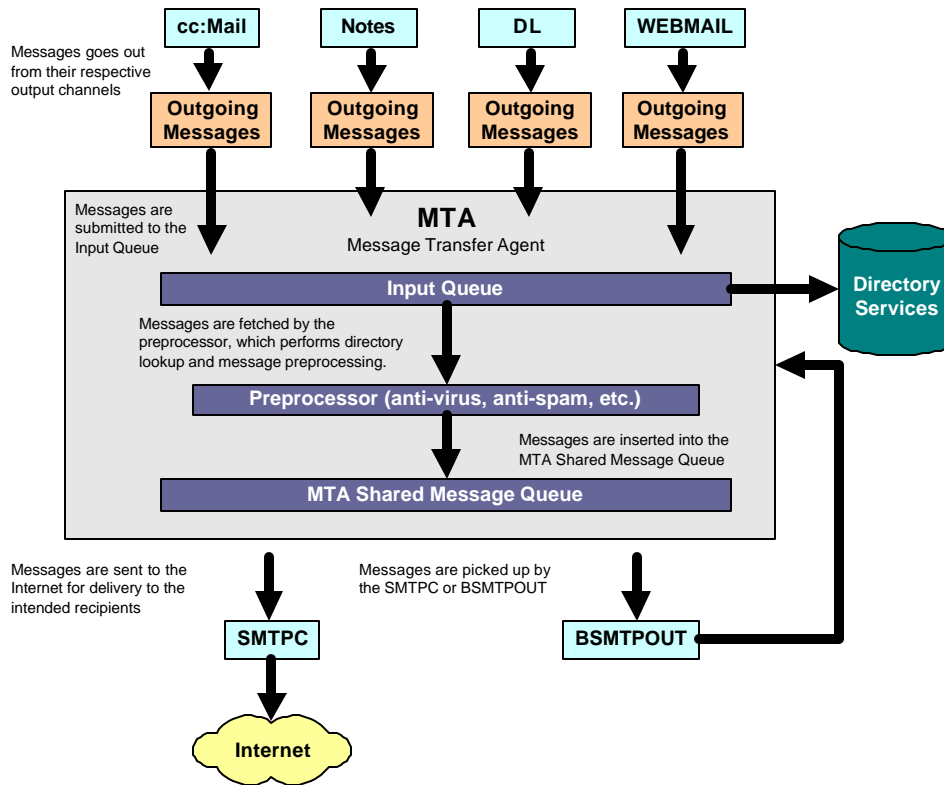 cc:Mail
Notes
DL
WEBMAIL
Messages goes out
from their respective
output channels
Outgoing
Messages
Outgoing
Messages
Outgoing
Messages
Outgoing
Messages
Messages are
submitted to the
Input Queue
MTA
Message Transfer Agent
Input Queue
Directory
Services
Messages are fetched by the
preprocessor, which performs directory
lookup and message preprocessing.
Preprocessor (anti-virus, anti-spam, etc.)
Messages are inserted into the
MTA Shared Message Queue
MTA Shared Message Queue
Messages are sent to the
Internet for delivery to the
intended recipients
Messages are picked up by
the SMTPC or BSMTPOUT
SMTPC
BSMTPOUT
Internet